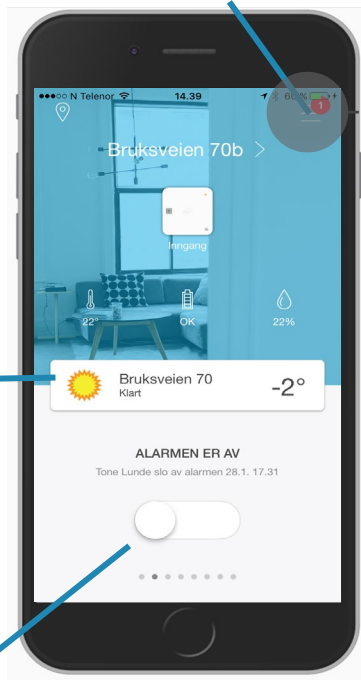 N Telenor 14.39 60 %
1
Bruksveien 70b
Inngang
22° OK 22%
Bruksveien 70
Klart
-2°
ALARMEN ER AV
Tone Lunde slo av alarmen 28.1. 17.31